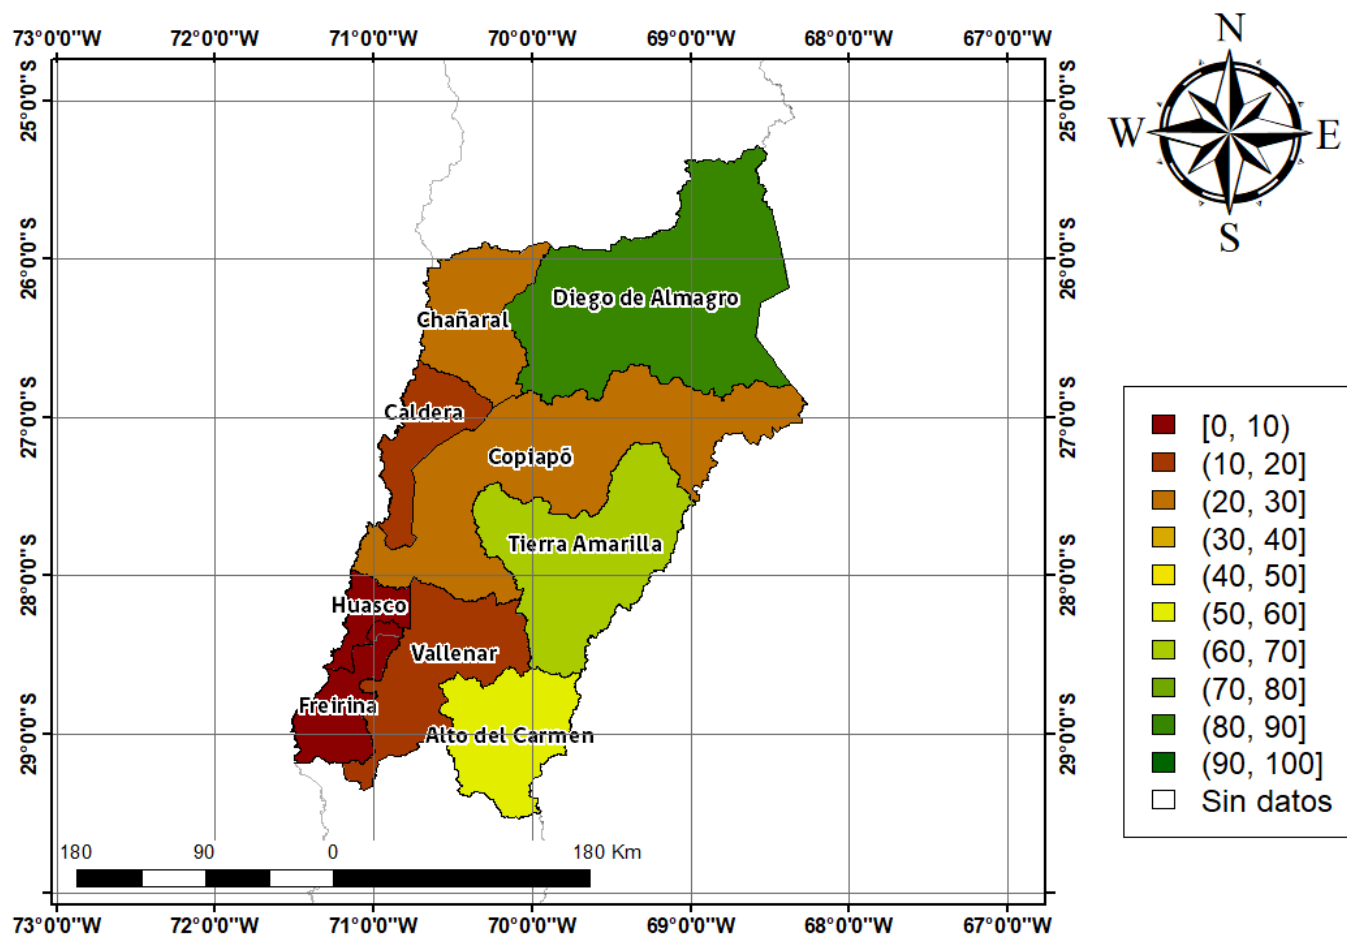 73°0'0"W 72°0'0"W 71°0'0"W 70°0'0"W 69°0'0"W 68°0'0"W 67°0'0"W
N
W E
S
25°0'0"S 25°0'0"S
26°0'0"S 26°0'0"S
27°0'0"S 27°0'0"S
28°0'0"S 28°0'0"S
29°0'0"S 29°0'0"S
Diego de Almagro
Chañaral
Caldera
Copiapó
Tierra Amarilla
Huasco
Vallenar
Freirina
Alto del Carmen
[0, 10)
(10, 20]
(20, 30]
(30, 40]
(40, 50]
(50, 60]
(60, 70]
(70, 80]
(80, 90]
(90, 100]
Sin datos
180 90 0 180 Km
73°0'0"W 72°0'0"W 71°0'0"W 70°0'0"W 69°0'0"W 68°0'0"W 67°0'0"W